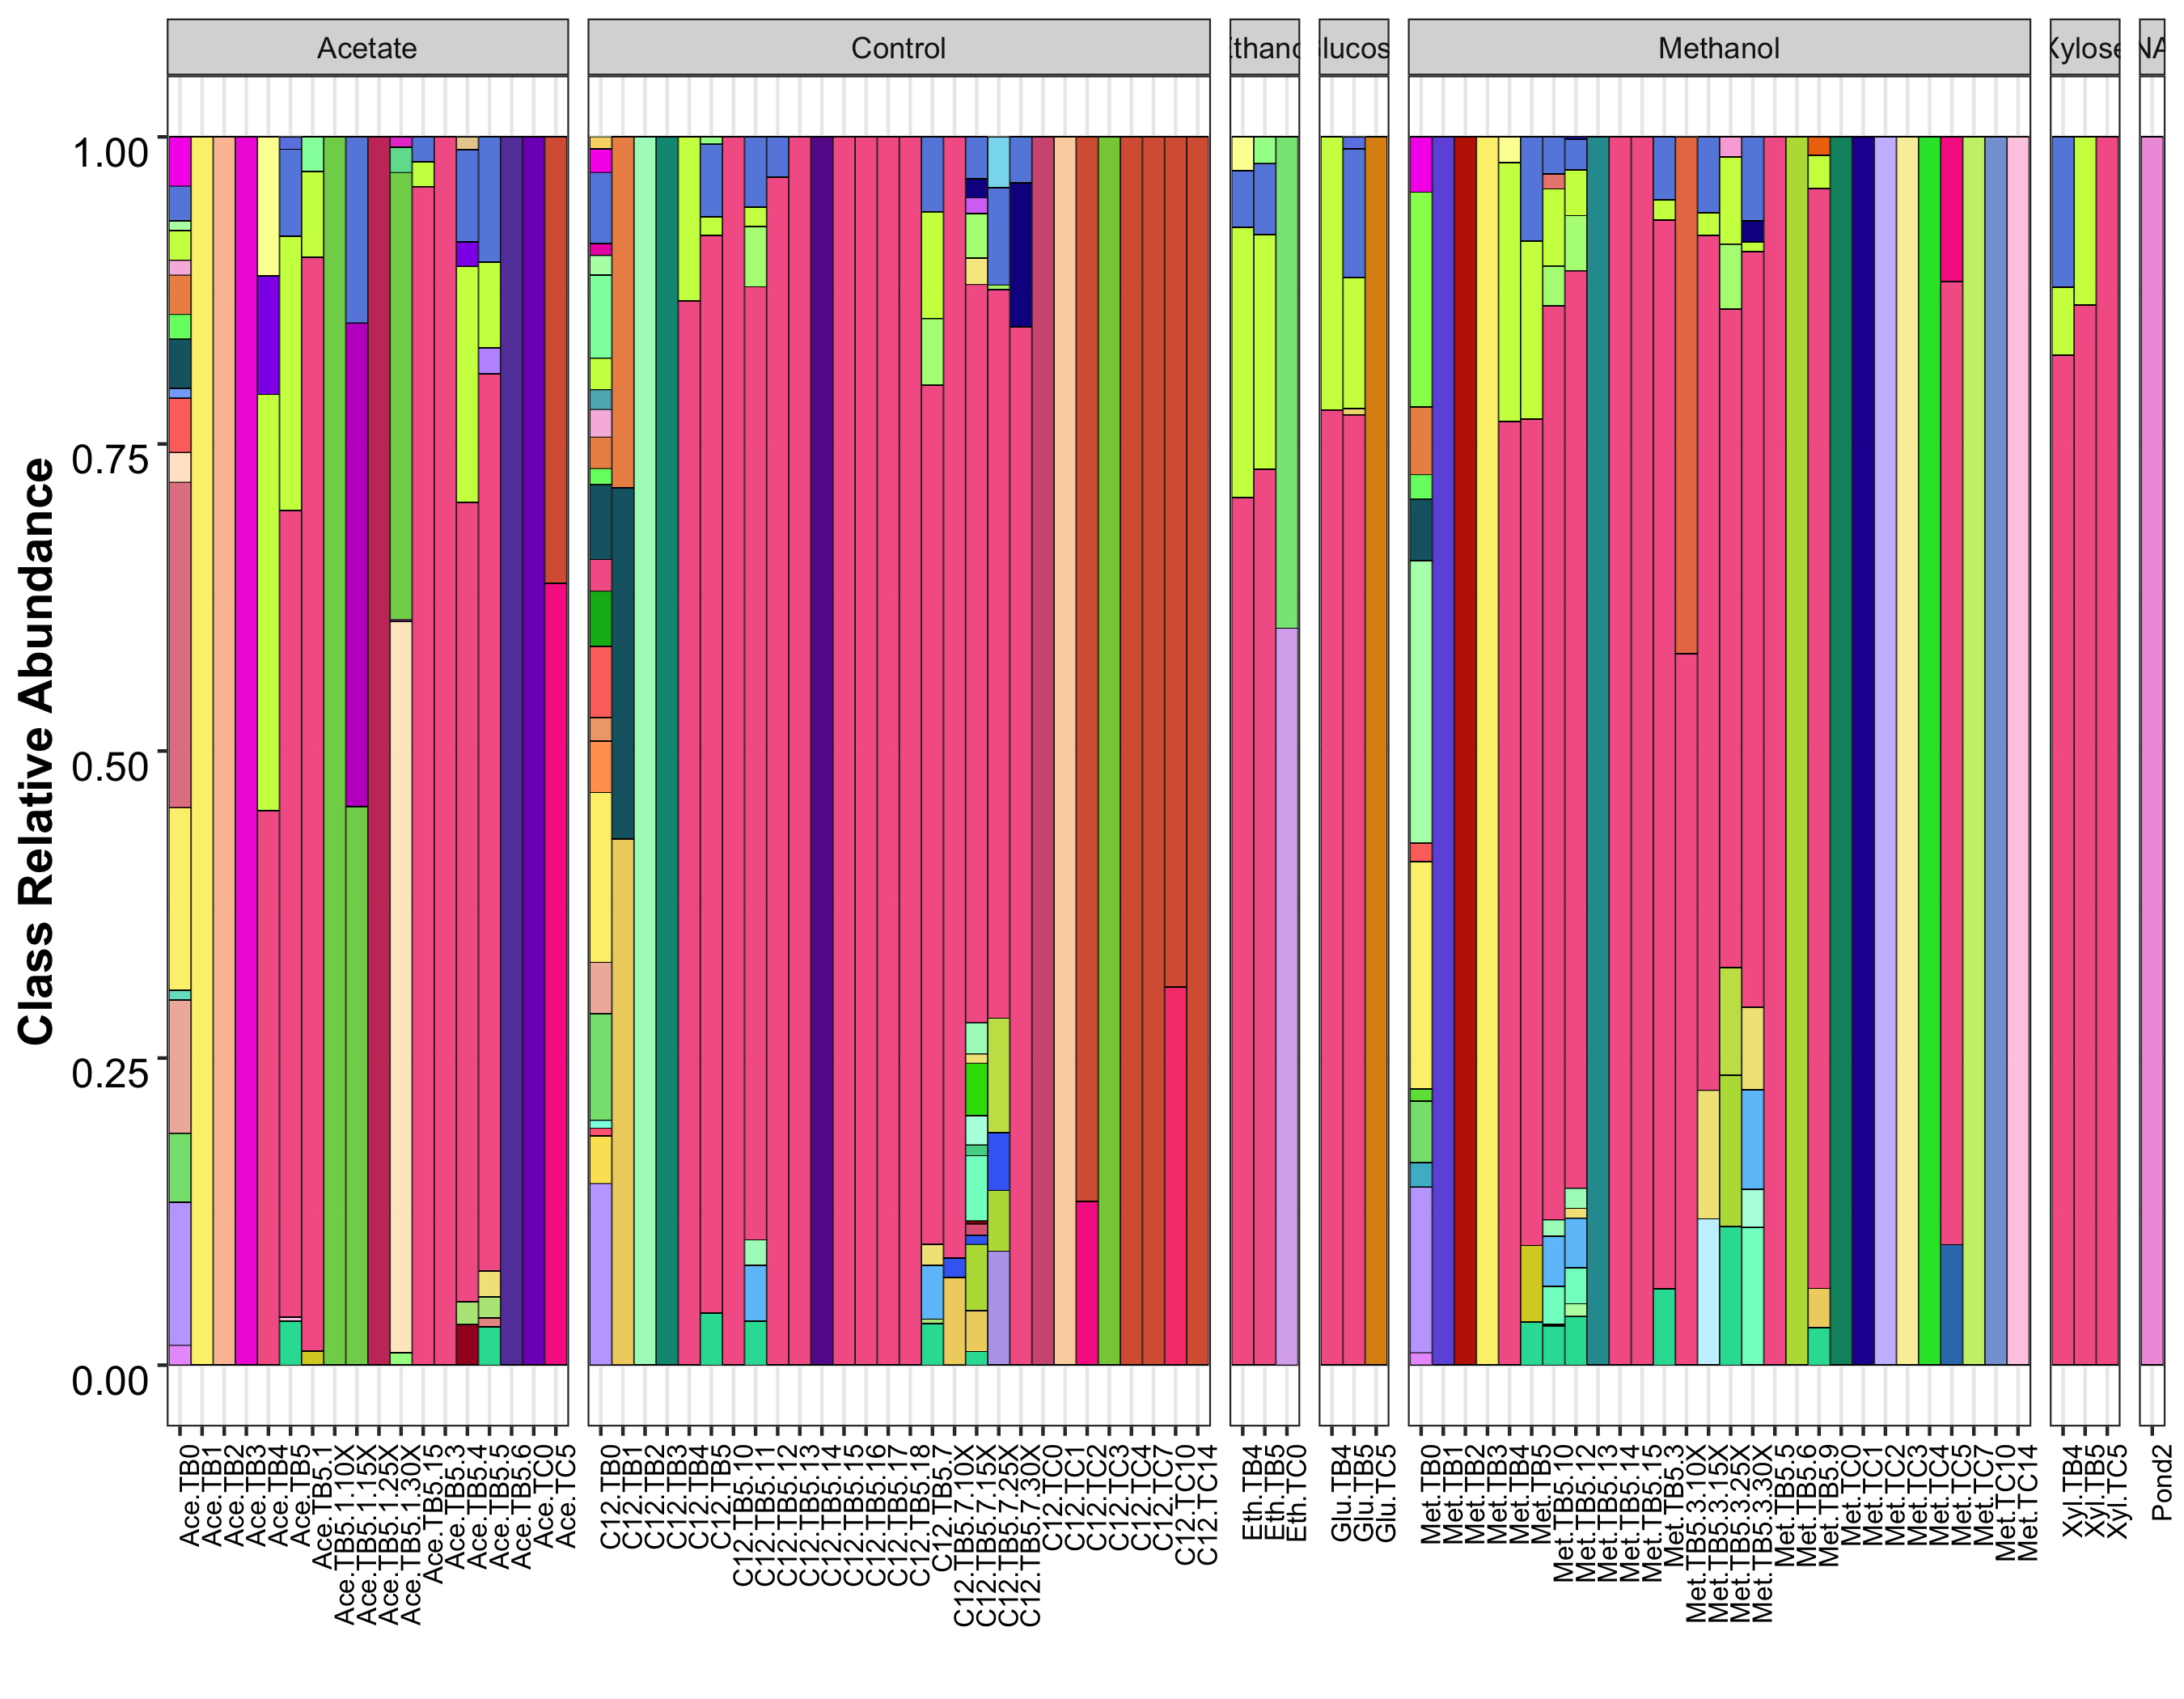 Acetate
Control
Ethano
lucos
Methanol
Xylose
NA
Class Relative Abundance
1.00
0.75
0.50
0.25
0.00
Ace.TB0
Ace.TB1
Ace.TB2
Ace.TB3
Ace.TB4
Ace.TB5
Ace.TB5.1
Ace.TB5.1.10X
Ace.TB5.1.15X
Ace.TB5.1.25X
Ace.TB5.1.30X
Ace.TB5.15
Ace.TB5.3
Ace.TB5.4
Ace.TB5.5
Ace.TB5.6
Ace.TC0
Ace.TC5
C12.TB0
C12.TB1
C12.TB2
C12.TB3
C12.TB4
C12.TB5
C12.TB5.10
C12.TB5.11
C12.TB5.12
C12.TB5.13
C12.TB5.14
C12.TB5.15
C12.TB5.16
C12.TB5.17
C12.TB5.18
C12.TB5.7
C12.TB5.7.10X
C12.TB5.7.15X
C12.TB5.7.25X
C12.TB5.7.30X
C12.TC0
C12.TC1
C12.TC2
C12.TC3
C12.TC4
C12.TC7
C12.TC10
C12.TC14
Eth.TB4
Eth.TB5
Eth.TC0
Glu.TB4
Glu.TB5
Glu.TC5
Met.TB0
Met.TB1
Met.TB2
Met.TB3
Met.TB4
Met.TB5
Met.TB5.10
Met.TB5.12
Met.TB5.13
Met.TB5.14
Met.TB5.15
Met.TB5.3
Met.TB5.3.10X
Met.TB5.3.15X
Met.TB5.3.25X
Met.TB5.3.30X
Met.TB5.5
Met.TB5.6
Met.TB5.9
Met.TC0
Met.TC1
Met.TC2
Met.TC3
Met.TC4
Met.TC5
Met.TC7
Met.TC10
Met.TC14
Xyl.TB4
Xyl.TB5
Xyl.TC5
Pond2